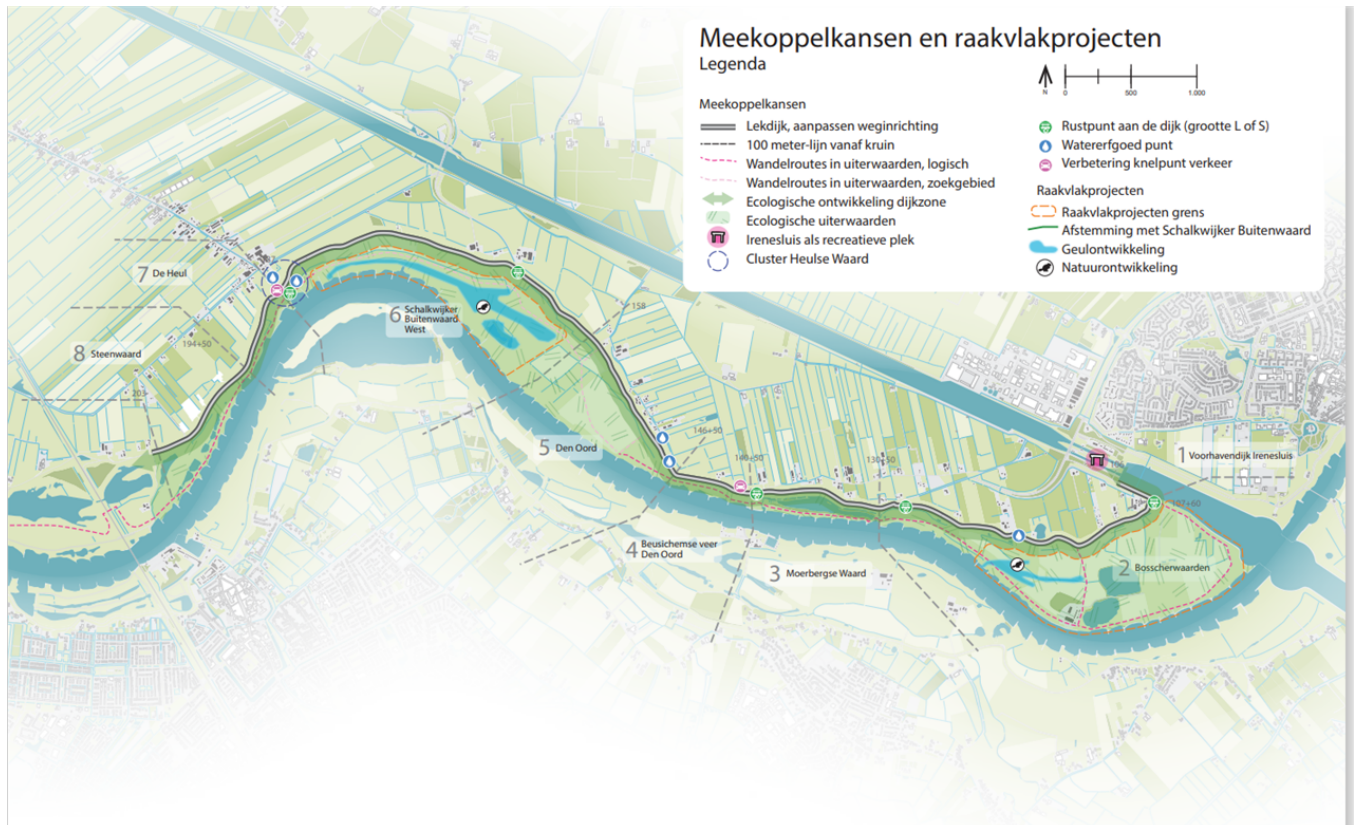 Meekoppelkansen en raakvlakprojecten
Legenda
Meekoppelkansen
Lekdijk, aanpassen weginrichting
100 meter-lijn vanaf kruin
Wandelroutes in uiterwaarden, logisch
Wandelroutes in uiterwaarden, zoekgebied
Ecologische ontwikkeling dijkzone
Ecologische uiterwaarden
Irenesluis als recreatieve plek
Cluster Heulse Waard
N
0 500 1.000
Rustpunt aan de dijk (grootte L of S)
Watererfgoed punt
Verbetering knelpunt verkeer
Raakvlakprojecten
Raakvlakprojecten grens
Afstemming met Schalkwijker Buitenwaard
Geulontwikkeling
Natuurontwikkeling
7 De Heul
6 Schalkwijker
Buitenwaard
West
158
8 Steenwaard
194+50
203
146+50
5 Den Oord
140+50
130+50
106
1 Voorhavendijk Irenesluis
107+60
4 Beusichemse veer
Den Oord
3 Moerbergse Waard
2 Bosscherwaarden